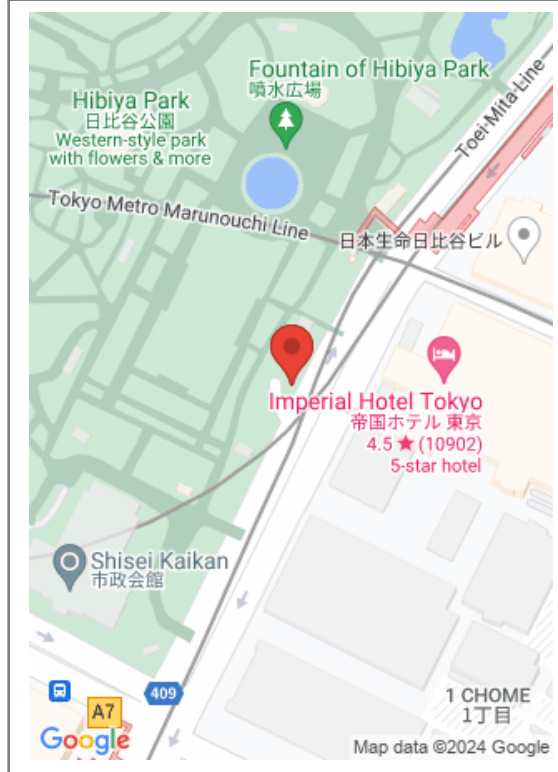 Fountain of Hibiya Park
噴水広場
Hibiya Park
日比谷公園
Western-style park
with flowers & more
Toei Mita Line
Tokyo Metro Marunouchi Line
日本生命日比谷ビル
Imperial Hotel Tokyo
帝国ホテル 東京
4.5 ★ (10902)
5-star hotel
Shisei Kaikan
市政会館
409
A7
1 CHOME
1丁目
Google
Map data ©2024 Google